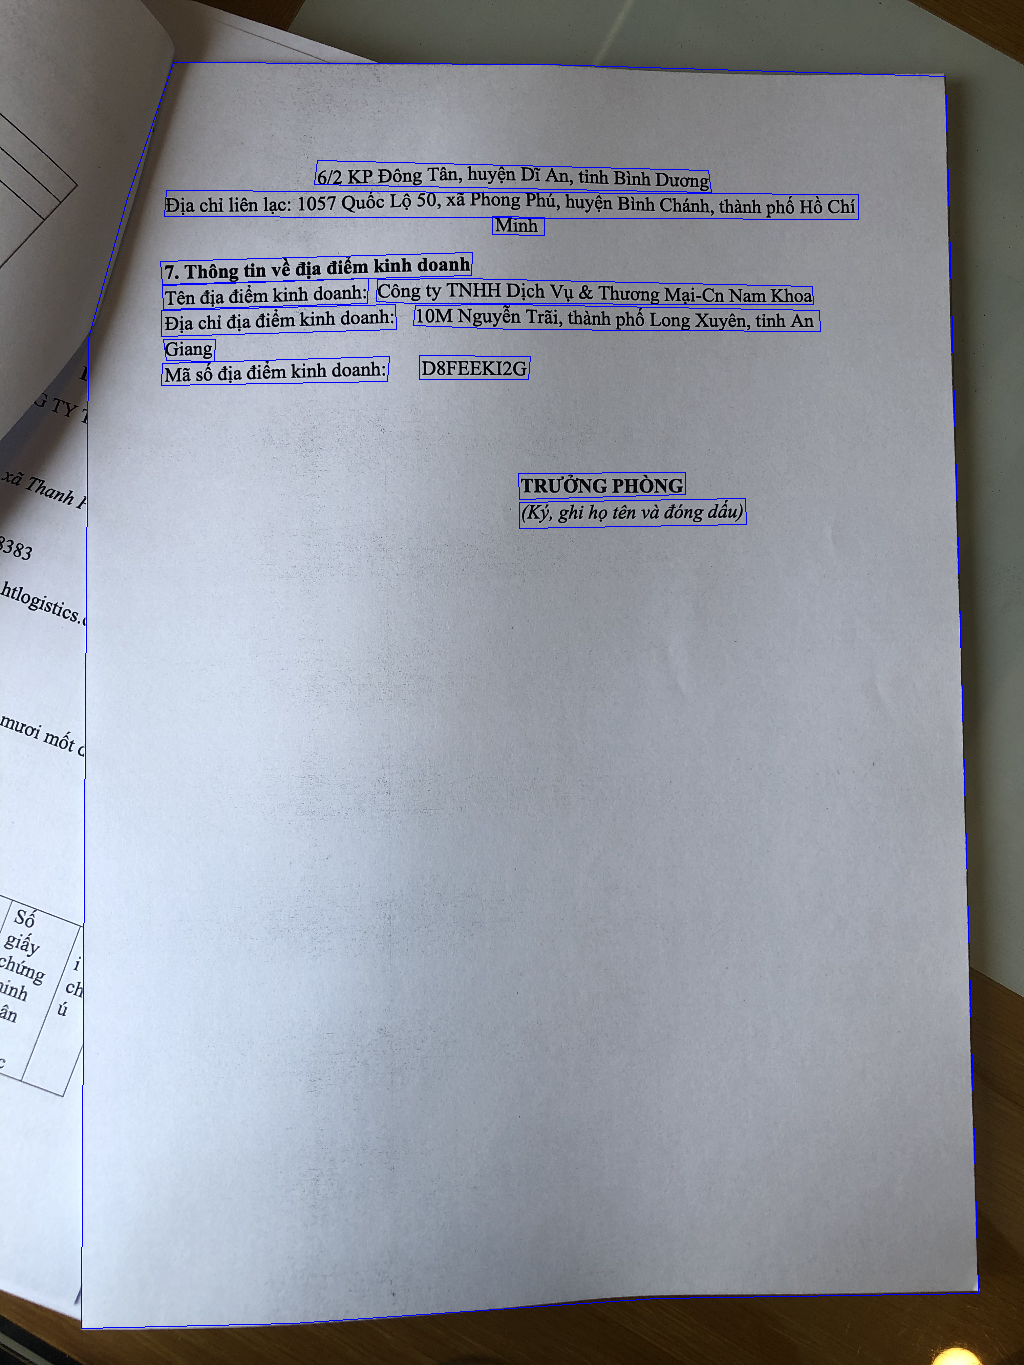 6/2 KP Đông Tân, huyện Dĩ An, tỉnh Bình Dương
Địa chỉ liên lạc: 1057 Quốc Lộ 50, xã Phong Phú, huyện Bình Chánh, thành phố Hồ Chí
Minh
7. Thông tin về địa điểm kinh doanh
Tên địa điểm kinh doanh: Công ty TNHH Dịch Vụ & Thương Mại-Cn Nam Khoa
Địa chỉ địa điểm kinh doanh: 10M Nguyễn Trãi, thành phố Long Xuyên, tỉnh An
Giang
Mã số địa điểm kinh doanh: D8FEEKI2G
TRƯỞNG PHÒNG
(Ký, ghi họ tên và đóng dấu)
G TY
xã Thanh
8383
htlogistics.
mươi mốt
Số
giấy
chứng
i
ch
ú